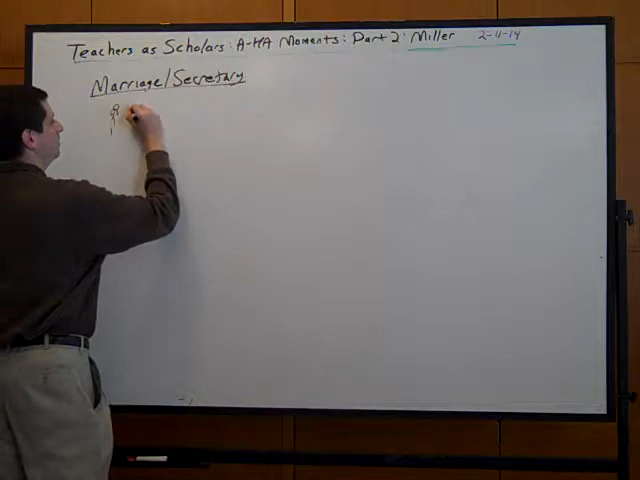 Teachers as Scholars: A-HA Moments: Part 2: Miller 2-11-14
Marriage/Secretary